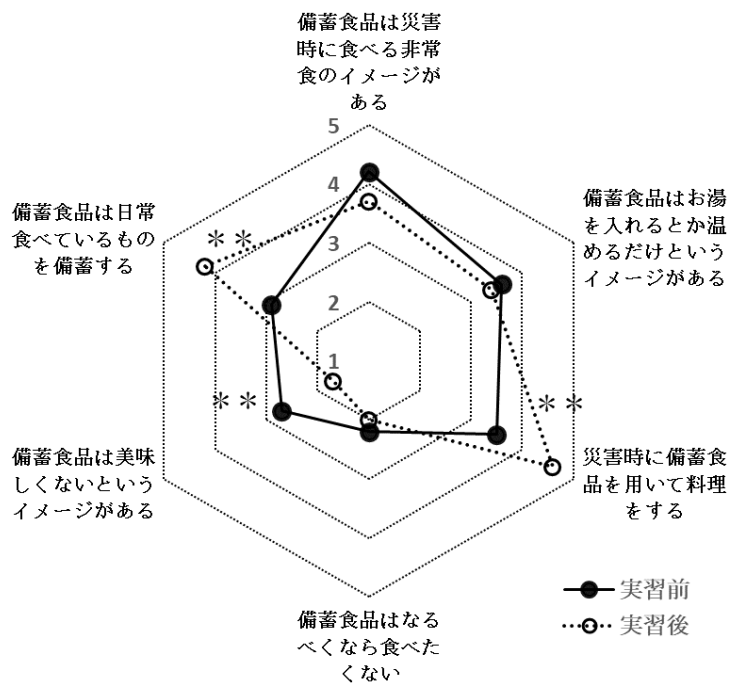 備蓄食品は災害
時に食べる非常
食のイメージが
ある
5
4
3
2
1
備蓄食品はお湯
を入れるとか温
めるだけという
イメージがある
備蓄食品は日常
食べているもの
を備蓄する
＊＊
＊＊
＊＊
備蓄食品は美味
しくないという
イメージがある
災害時に備蓄食
品を用いて料理
をする
備蓄食品はなる
べくなら食べた
くない
実習前
実習後